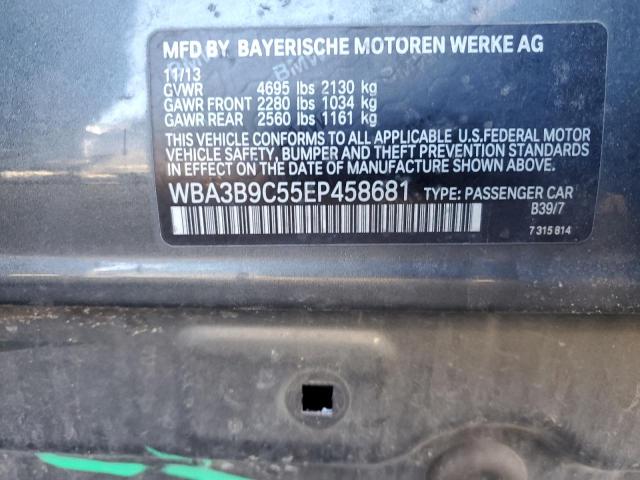 MFD BY BAYERISCHE MOTOREN WERKE AG
11/13
GVWR 4695 lbs 2130 kg
GAWR FRONT 2280 lbs 1034 kg
GAWR REAR 2560 lbs 1161 kg
THIS VEHICLE CONFORMS TO ALL APPLICABLE U.S.FEDERAL MOTOR
VEHICLE SAFETY, BUMPER AND THEFT PREVENTION STANDARDS
IN EFFECT ON THE DATE OF MANUFACTURE SHOWN ABOVE.
WBA3B9C55EP458681 TYPE: PASSENGER CAR
B39/7
7 315 814